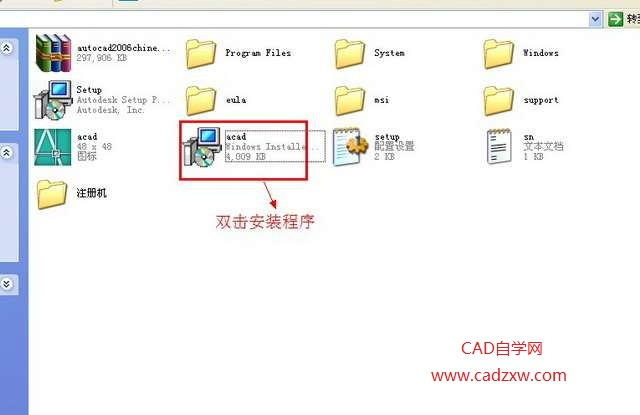 转到
autocad2006chine...
297,906 KB
Program Files
System
Windows
Setup
Autodesk Setup P...
Autodesk, Inc.
eula
msi
support
acad
48 x 48
图标
acad
Windows Installe...
4,009 KB
setup
配置设置
2 KB
sn
文本文档
1 KB
注册机
双击安装程序
CAD自学网
www.cadzxw.com